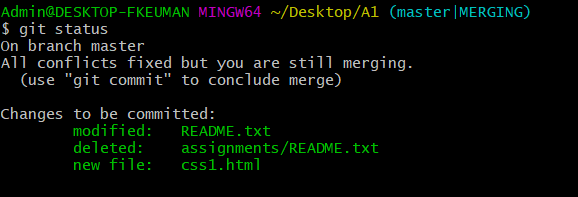 Admin@DESKTOP-FKEUMAN MINGW64 ~/Desktop/A1 (master|MERGING)
$ git status
On branch master
All conflicts fixed but you are still merging.
  (use "git commit" to conclude merge)

Changes to be committed:
        modified:   README.txt
        deleted:    assignments/README.txt
        new file:   css1.html